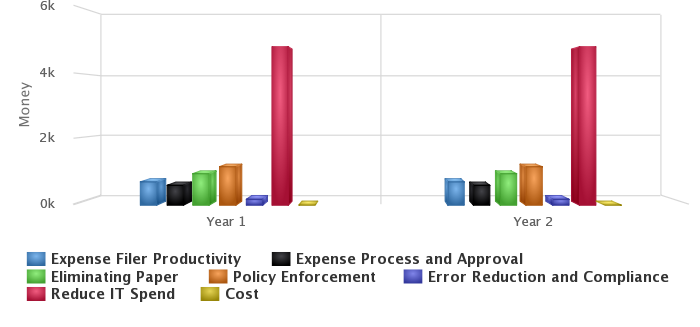 6k
4k
2k
0k
Money
Year 1
Year 2
Expense Filer Productivity
Expense Process and Approval
Eliminating Paper
Policy Enforcement
Error Reduction and Compliance
Reduce IT Spend
Cost